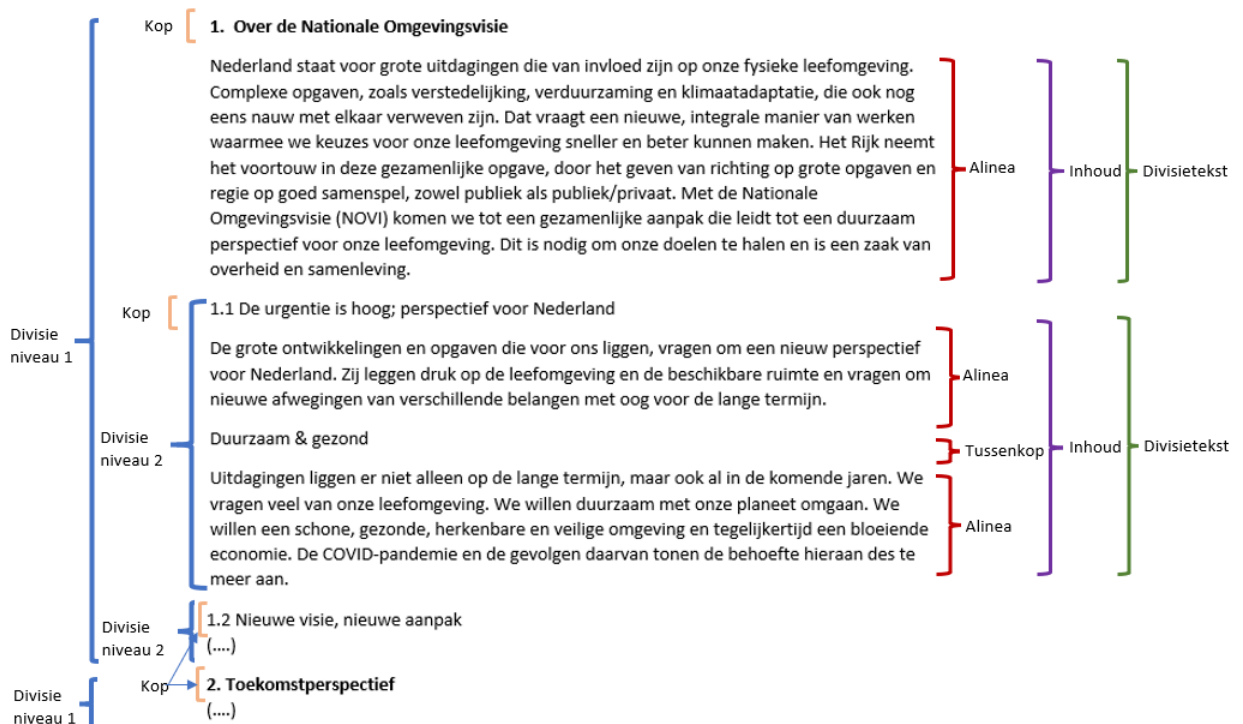 Kop
1. Over de Nationale Omgevingsvisie
Nederland staat voor grote uitdagingen die van invloed zijn op onze fysieke leefomgeving.
Complexe opgaven, zoals verstedelijking, verduurzaming en klimaatadaptatie, die ook nog
eens nauw met elkaar verweven zijn. Dat vraagt een nieuwe, integrale manier van werken
waarmee we keuzes voor onze leefomgeving sneller en beter kunnen maken. Het Rijk neemt
het voortouw in deze gezamenlijke opgave, door het geven van richting op grote opgaven en
regie op goed samenspel, zowel publiek als publiek/privaat. Met de Nationale
Omgevingsvisie (NOVI) komen we tot een gezamenlijke aanpak die leidt tot een duurzaam
perspectief voor onze leefomgeving. Dit is nodig om onze doelen te halen en is een zaak van
overheid en samenleving.
Alinea
Inhoud
Divisietekst
Divisie
niveau 1
Kop
1.1 De urgentie is hoog; perspectief voor Nederland
De grote ontwikkelingen en opgaven die voor ons liggen, vragen om een nieuw perspectief
voor Nederland. Zij leggen druk op de leefomgeving en de beschikbare ruimte en vragen om
nieuwe afwegingen van verschillende belangen met oog voor de lange termijn.
Alinea
Divisie
niveau 2
Duurzaam & gezond
Tussenkop
Inhoud
Divisietekst
Uitdagingen liggen er niet alleen op de lange termijn, maar ook al in de komende jaren. We
vragen veel van onze leefomgeving. We willen duurzaam met onze planeet omgaan. We
willen een schone, gezonde, herkenbare en veilige omgeving en tegelijkertijd een bloeiende
economie. De COVID-pandemie en de gevolgen daarvan tonen de behoefte hieraan des te
meer aan.
Alinea
Divisie
niveau 2
1.2 Nieuwe visie, nieuwe aanpak
(....)
Divisie
niveau 1
Kop
2. Toekomstperspectief
(....)